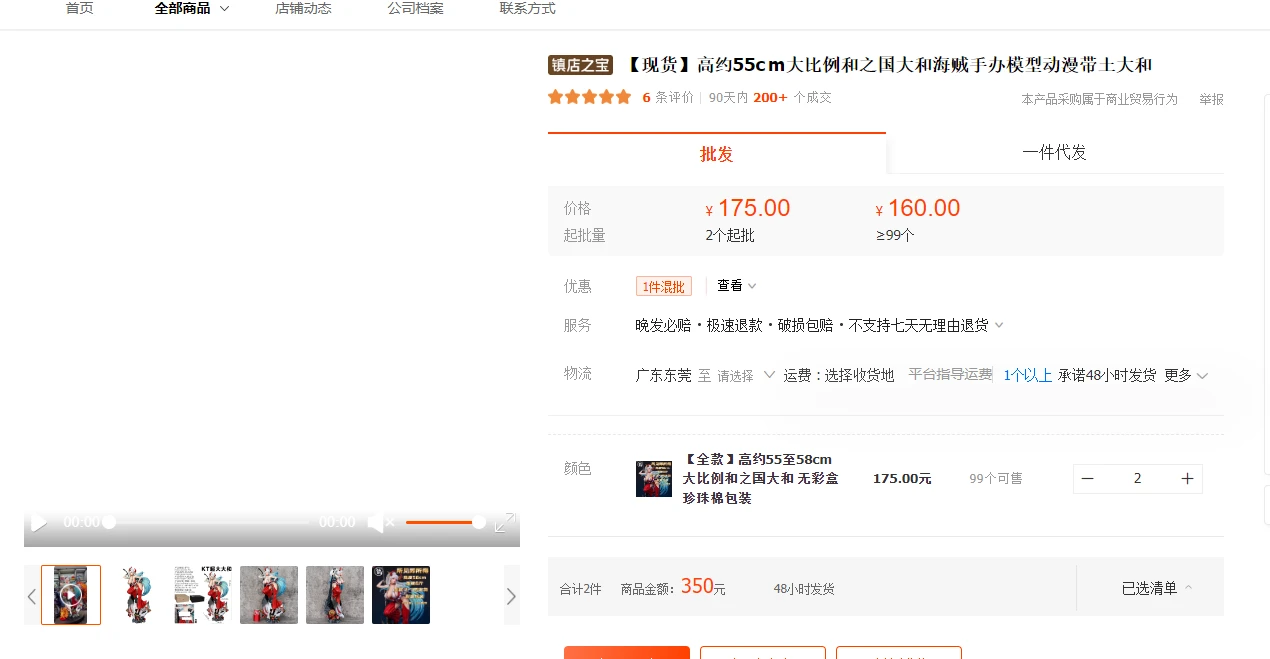 首页 全部商品 店铺动态 公司档案 联系方式
镇店之宝 【现货】高约55cm大比例和之国大和海贼手办模型动漫带土大和
6 条评价 90天内 200+ 个成交 本产品采购属于商业贸易行为 举报
批发 一件代发
价格 ¥ 175.00 ¥ 160.00
起批量 2个起批 ≥99个
优惠 1件混批 查看
服务 晚发必赔·极速退款·破损包赔·不支持七天无理由退货
物流 广东东莞 至 请选择 运费:选择收货地 平台指导运费 1个以上 承诺48小时发货 更多
颜色
【全款】高约55至58cm
大比例和之国大和 无彩盒
珍珠棉包装
175.00元 99个可售 2
00:00 00:00
KT船大大和
合计2件 商品金额: 350元 48小时发货 已选清单